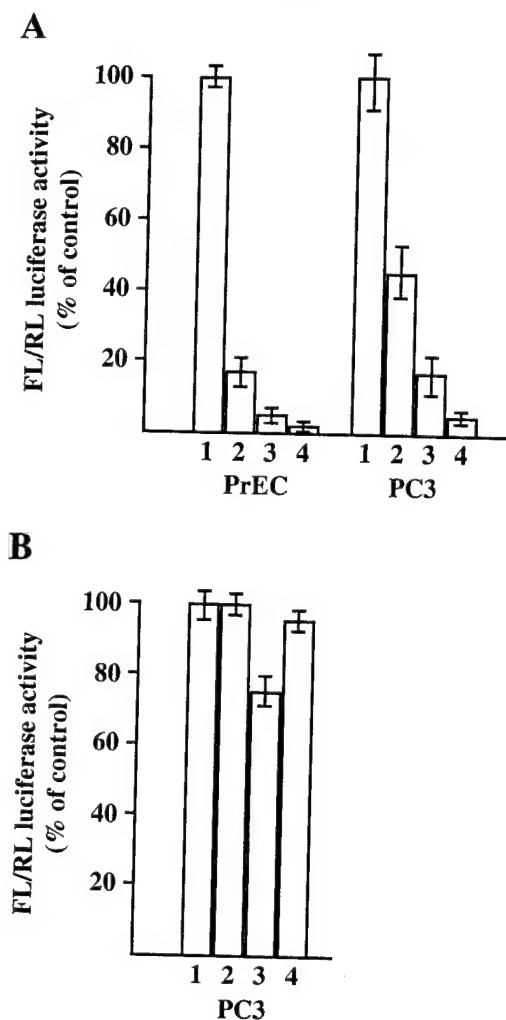 A
FL/RL luciferase activity
(% of control)
100
80
60
40
20
1 2 3 4
PrEC
1 2 3 4
PC3
B
FL/RL luciferase activity
(% of control)
100
80
60
40
20
1 2 3 4
PC3